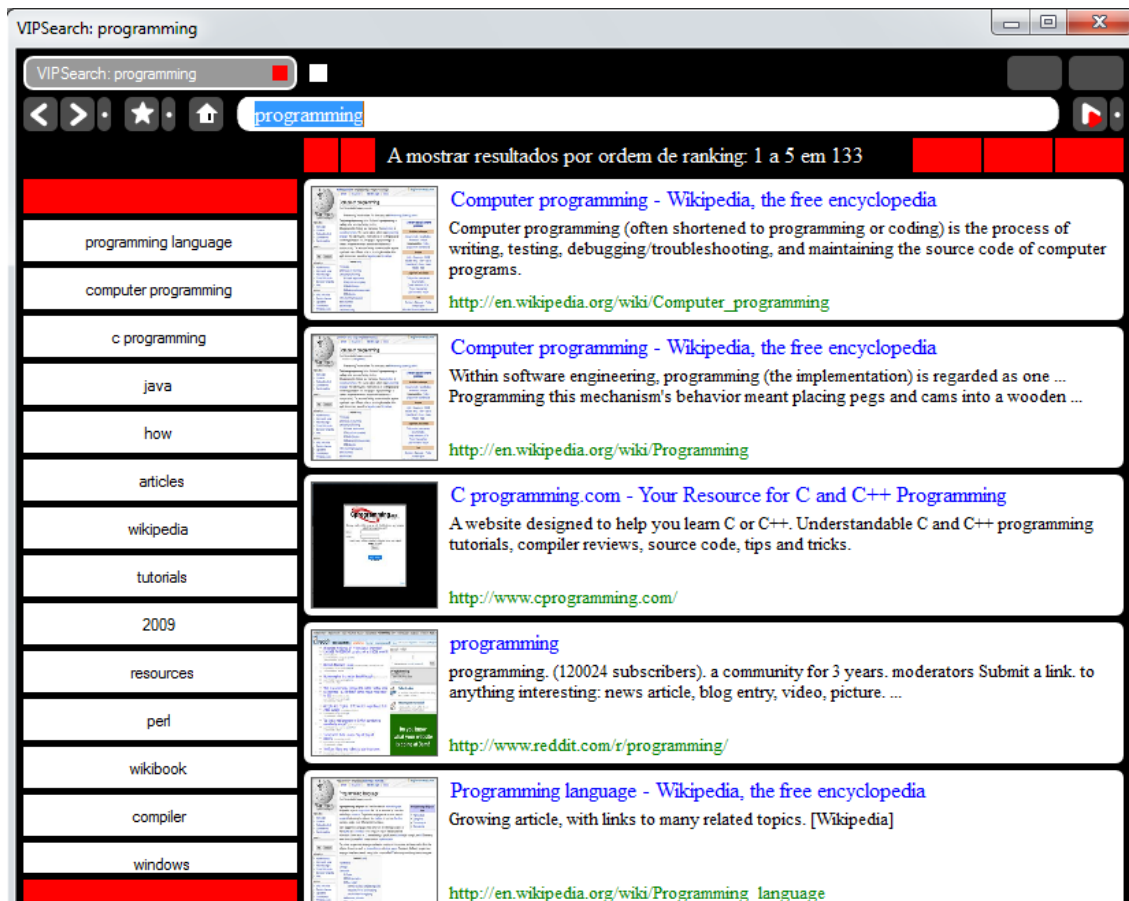 VIPSearch: programming
VIPSearch: programming
programming
A mostrar resultados por ordem de ranking: 1 a 5 em 133
programming language
computer programming
c programming
java
how
articles
wikipedia
tutorials
2009
resources
perl
wikibook
compiler
windows
Computer programming - Wikipedia, the free encyclopedia
Computer programming (often shortened to programming or coding) is the process of
writing, testing, debugging/troubleshooting, and maintaining the source code of computer
programs.
http://en.wikipedia.org/wiki/Computer_programming
Computer programming - Wikipedia, the free encyclopedia
Within software engineering, programming (the implementation) is regarded as one ...
Programming this mechanism's behavior meant placing pegs and cams into a wooden ...
http://en.wikipedia.org/wiki/Programming
C programming.com - Your Resource for C and C++ Programming
A website designed to help you learn C or C++. Understandable C and C++ programming
tutorials, compiler reviews, source code, tips and tricks.
http://www.cprogramming.com/
programming
programming. (120024 subscribers). a community for 3 years. moderators Submit a link. to
anything interesting: news article, blog entry, video, picture. ...
http://www.reddit.com/r/programming/
Programming language - Wikipedia, the free encyclopedia
Growing article, with links to many related topics. [Wikipedia]
http://en.wikipedia.org/wiki/Programming_language